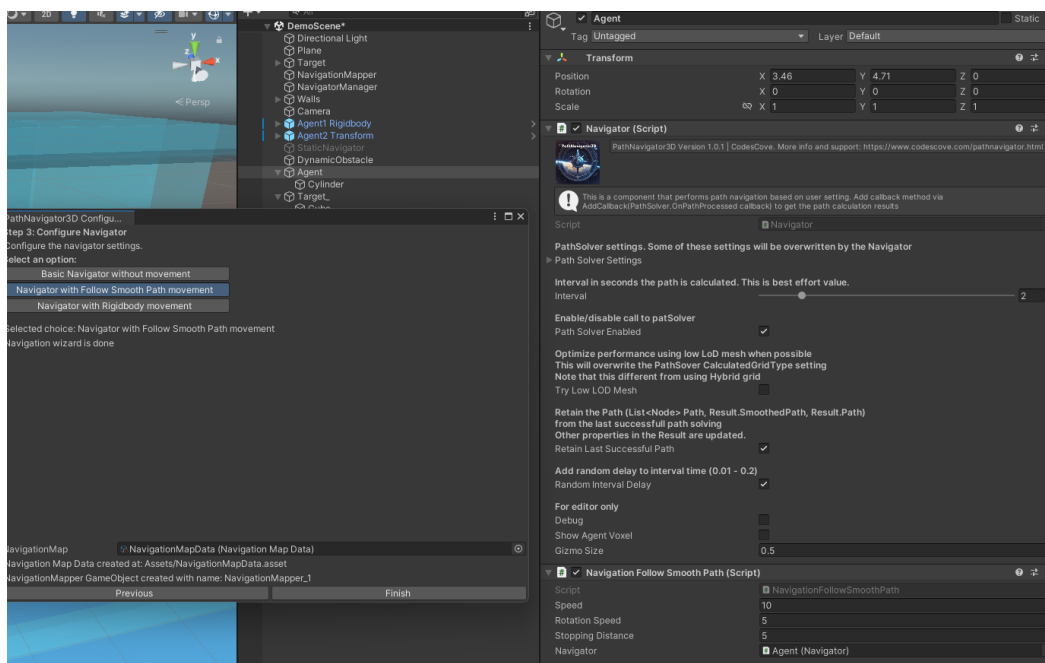 2D
Persp
y
z
x
DemoScene*
Directional Light
Plane
Target
NavigationMapper
NavigatorManager
Walls
Camera
Agent1 Rigidbody
Agent2 Transform
StaticNavigator
DynamicObstacle
Agent
Cylinder
Target_
PathNavigator3D Configu...
Step 3: Configure Navigator
Configure the navigator settings.
Select an option:
Basic Navigator without movement
Navigator with Follow Smooth Path movement
Navigator with Rigidbody movement
Selected choice: Navigator with Follow Smooth Path movement
Navigation wizard is done
NavigationMap NavigationMapData (Navigation Map Data)
Navigation Map Data created at: Assets/NavigationMapData.asset
NavigationMapper GameObject created with name: NavigationMapper_1
Previous Finish
Agent Static
Tag Untagged Layer Default
Transform
Position X 3.46 Y 4.71 Z 0
Rotation X 0 Y 0 Z 0
Scale X 1 Y 1 Z 1
Navigator (Script)
PathNavigator3D Version 1.0.1 | CodesCove. More info and support: https://www.codescove.com/pathnavigator.html
This is a component that performs path navigation based on user setting. Add callback method via
AddCallback(PathSolver.OnPathProcessed callback) to get the path calculation results
Script Navigator
PathSolver settings. Some of these settings will be overwritten by the Navigator
Path Solver Settings
Interval in seconds the path is calculated. This is best effort value.
Interval 2
Enable/disable call to patSolver
Path Solver Enabled
Optimize performance using low LoD mesh when possible
This will overwrite the PathSover CalculatedGridType setting
Note that this different from using Hybrid grid
Try Low LOD Mesh
Retain the Path (List<Node> Path, Result.SmoothedPath, Result.Path)
from the last successfull path solving
Other properties in the Result are updated.
Retain Last Successful Path
Add random delay to interval time (0.01 - 0.2)
Random Interval Delay
For editor only
Debug
Show Agent Voxel
Gizmo Size 0.5
Navigation Follow Smooth Path (Script)
Script NavigationFollowSmoothPath
Speed 10
Rotation Speed 5
Stopping Distance 5
Navigator Agent (Navigator)